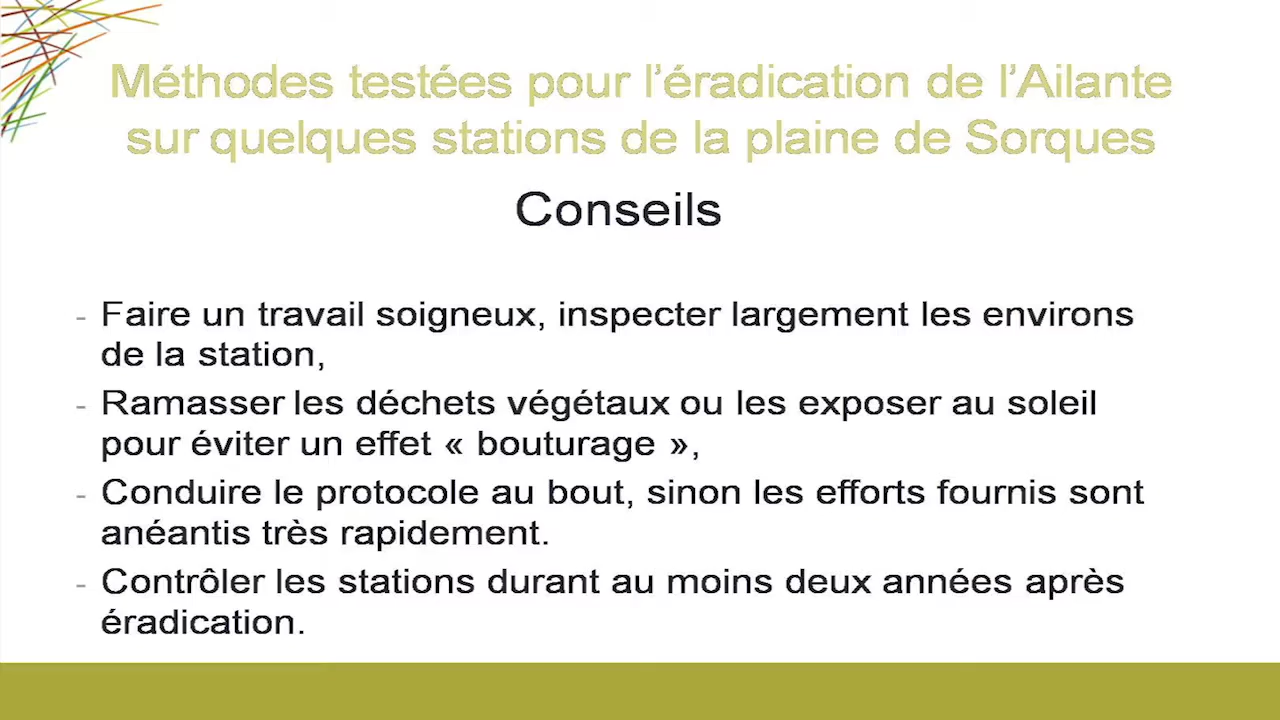 Méthodes testées pour l'éradication de l'Ailante
sur quelques stations de la plaine de Sorques
Conseils
- Faire un travail soigneux, inspecter largement les environs
de la station,
- Ramasser les déchets végétaux ou les exposer au soleil
pour éviter un effet « bouturage »,
- Conduire le protocole au bout, sinon les efforts fournis sont
anéantis très rapidement.
- Contrôler les stations durant au moins deux années après
éradication.